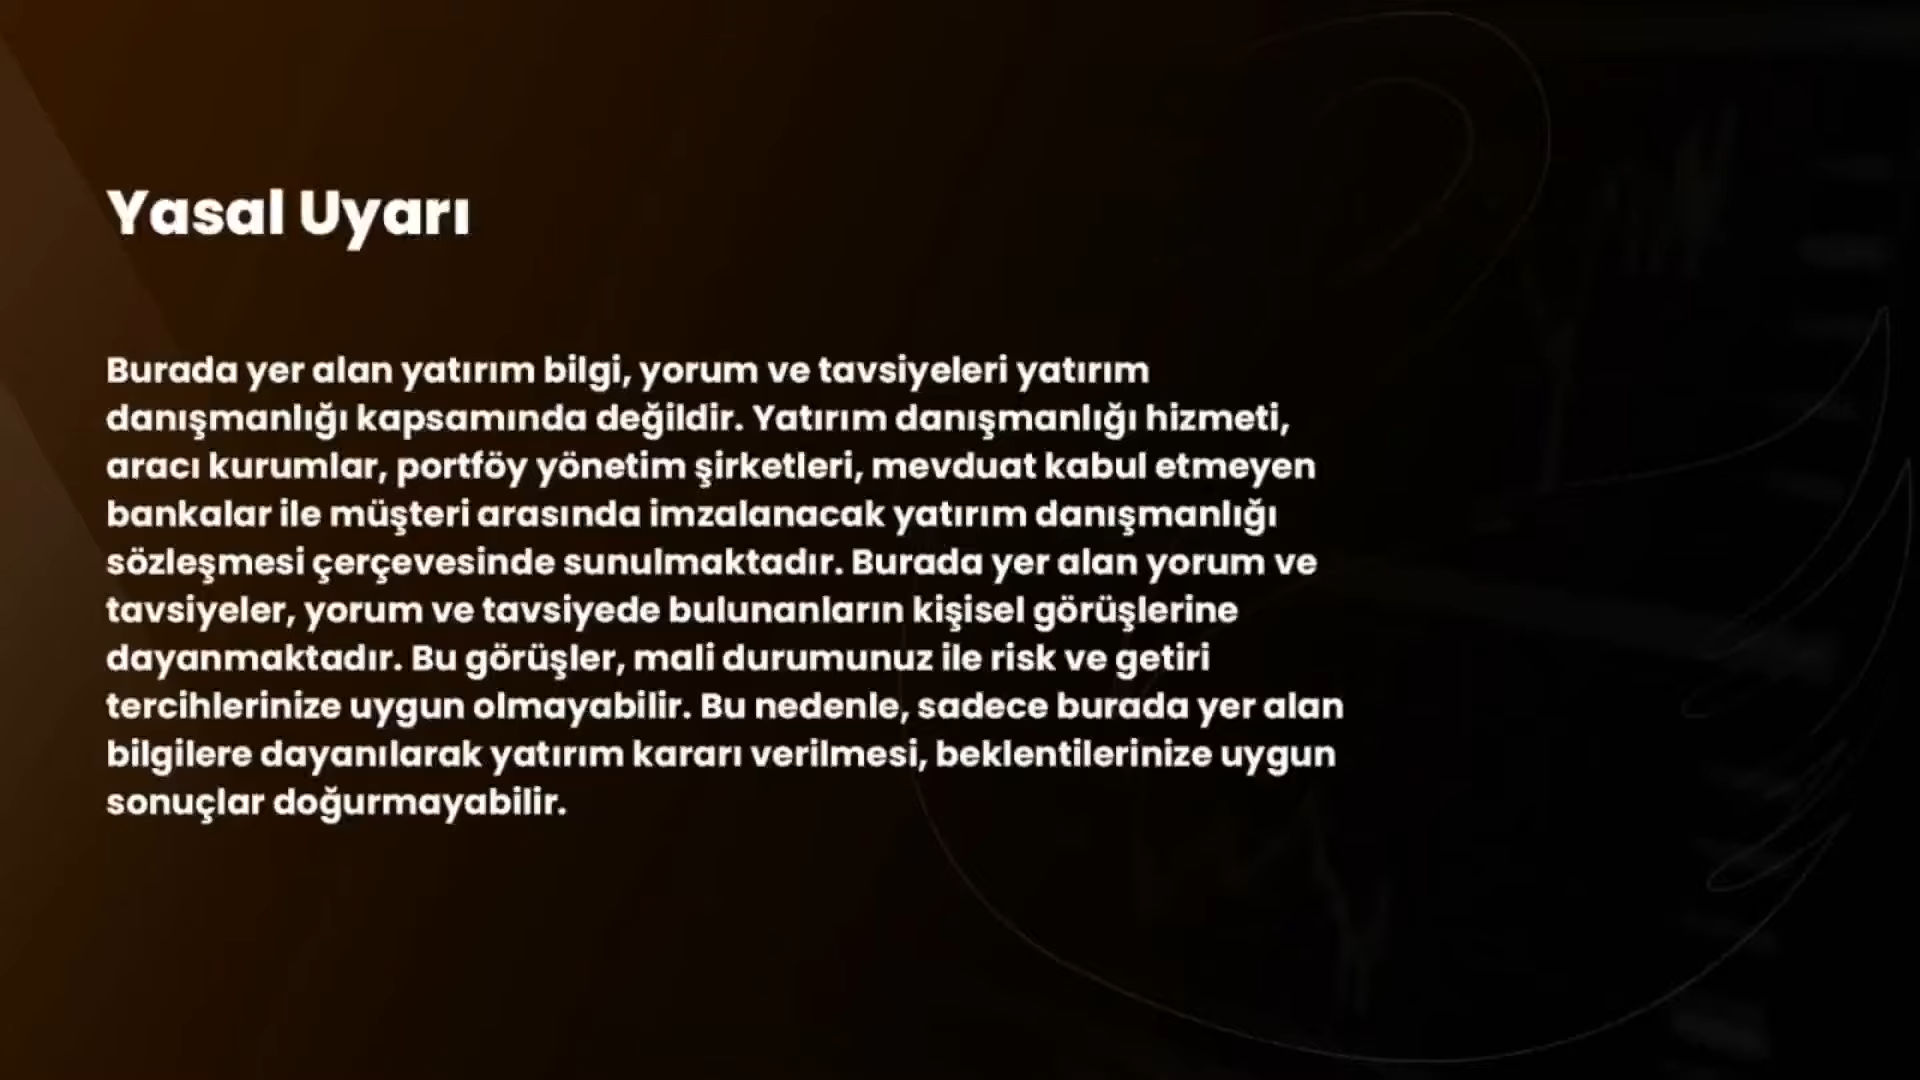 Yasal Uyarı
Burada yer alan yatırım bilgi, yorum ve tavsiyeleri yatırım
danışmanlığı kapsamında değildir. Yatırım danışmanlığı hizmeti,
aracı kurumlar, portföy yönetim şirketleri, mevduat kabul etmeyen
bankalar ile müşteri arasında imzalanacak yatırım danışmanlığı
sözleşmesi çerçevesinde sunulmaktadır. Burada yer alan yorum ve
tavsiyeler, yorum ve tavsiyede bulunanların kişisel görüşlerine
dayanmaktadır. Bu görüşler, mali durumunuz ile risk ve getiri
tercihlerinize uygun olmayabilir. Bu nedenle, sadece burada yer alan
bilgilere dayanılarak yatırım kararı verilmesi, beklentilerinize uygun
sonuçlar doğurmayabilir.